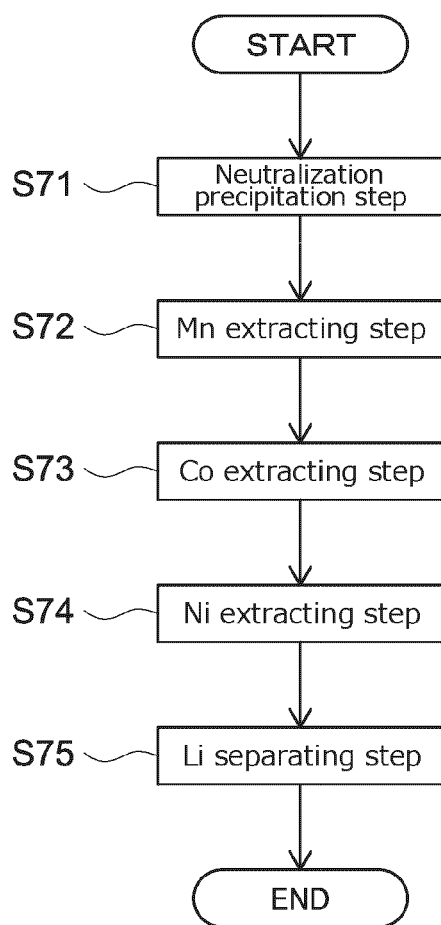 START
S71
Neutralization
precipitation step
S72
Mn extracting step
S73
Co extracting step
S74
Ni extracting step
S75
Li separating step
END